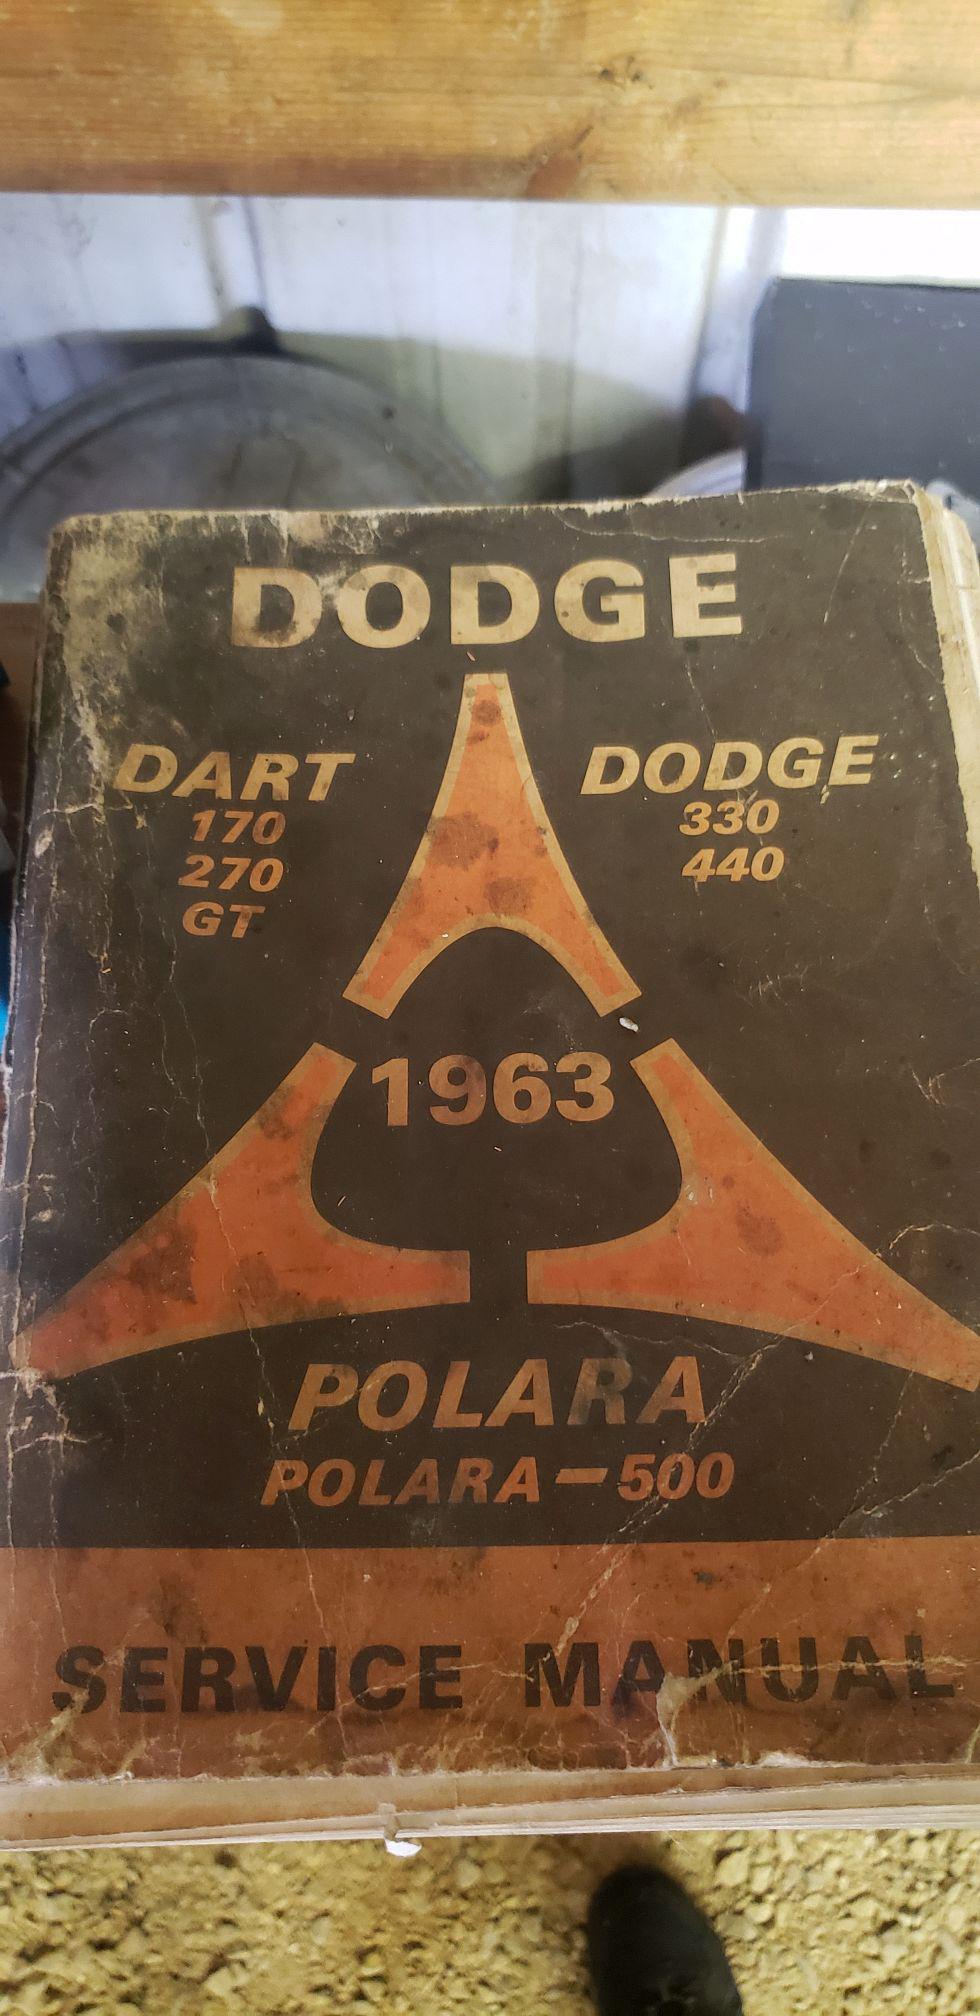 DODGE
DART
170
270
GT
DODGE
330
440
1963
POLARA
POLARA-500
SERVICE MANUAL